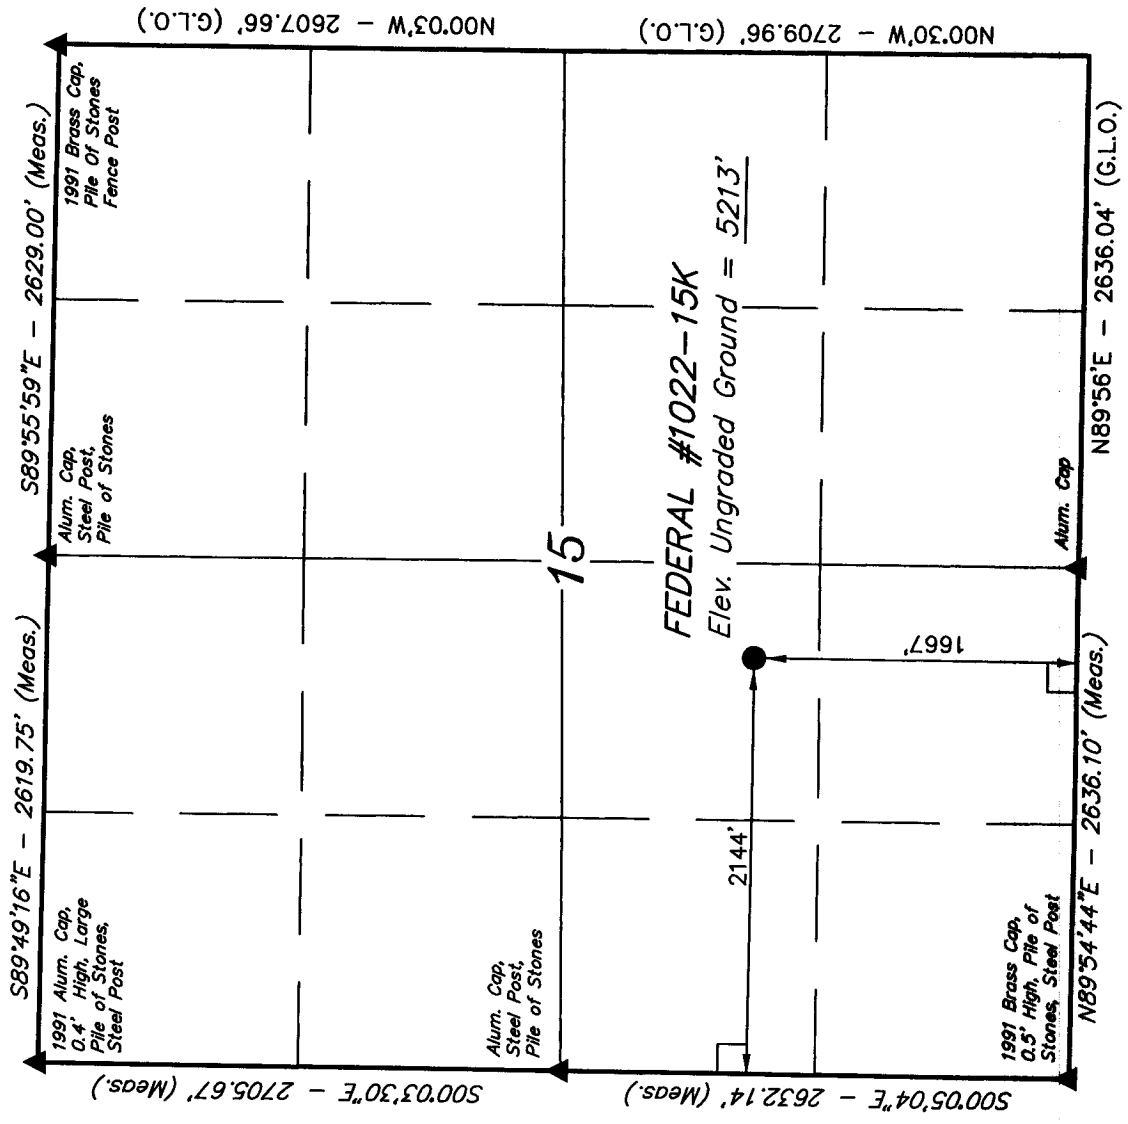 S89°49'16"E - 2619.75' (Meas.)
S89°55'59"E - 2629.00' (Meas.)
1991 Alum. Cap,
0.4' High, Large
Pile of Stones,
Steel Post
Alum. Cap,
Steel Post,
Pile of Stones
1991 Brass Cap,
Pile Of Stones
Fence Post
S00°03'30"E - 2705.67' (Meas.)
N00°03'W - 2607.66' (G.L.O.)
Alum. Cap,
Steel Post,
Pile of Stones
15
FEDERAL #1022-15K
Elev. Ungraded Ground = 5213'
2144'
1667'
S00°05'04"E - 2632.14' (Meas.)
N00°30'W - 2709.96' (G.L.O.)
1991 Brass Cap,
0.5' High, Pile of
Stones, Steel Post
Alum. Cap
N89°54'44"E - 2636.10' (Meas.)
N89°56'E - 2636.04' (G.L.O.)